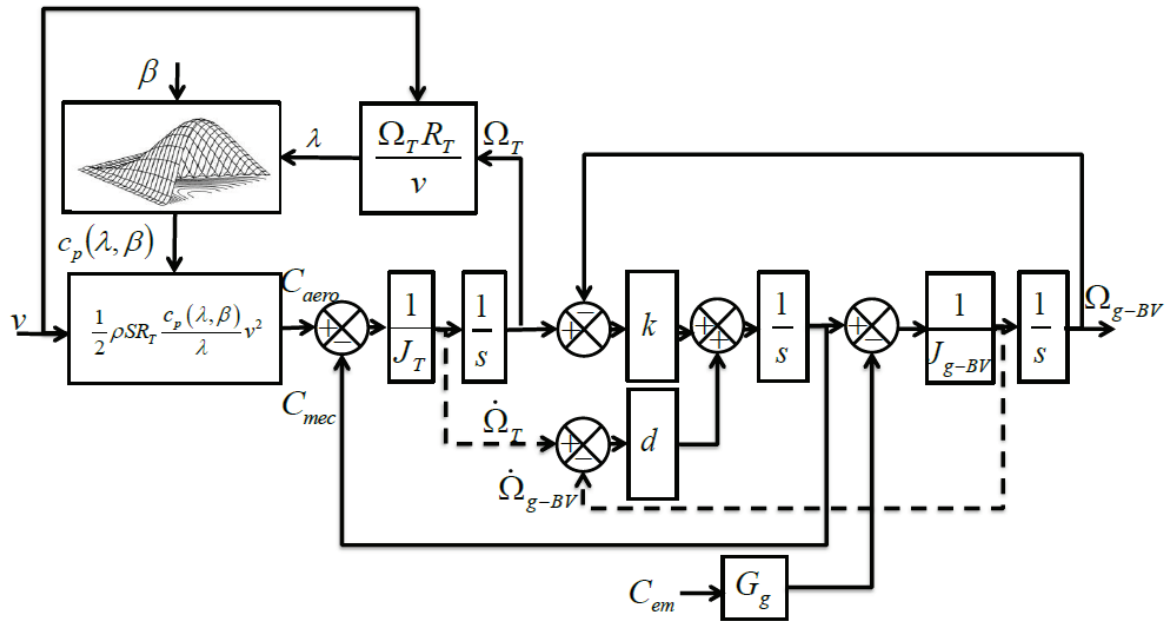 β
λ
Ω_T R_T / v
Ω_T
c_p(λ, β)
v
1/2 ρSR_T c_p(λ, β)/λ v²
C_aero
+
−
1/J_T
1/s
−
+
k
+
+
1/s
+
−
1/J_g−BV
1/s
Ω_g−BV
C_mec
Ω̇_T
+
−
d
Ω̇_g−BV
C_em
G_g